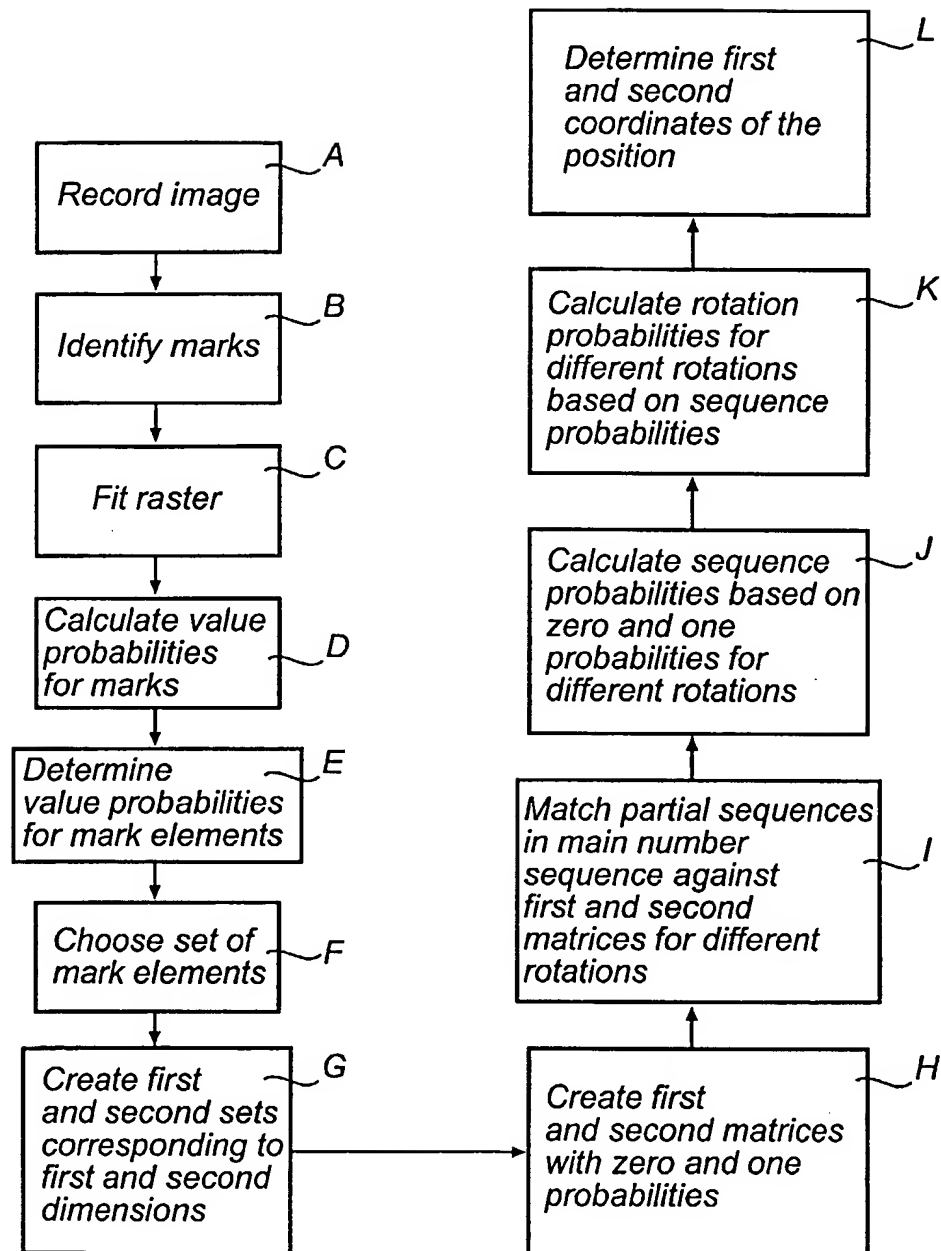 A
Record image
B
Identify marks
C
Fit raster
D
Calculate value
probabilities
for marks
E
Determine
value probabilities
for mark elements
F
Choose set of
mark elements
G
Create first
and second sets
corresponding to
first and second
dimensions
H
Create first
and second matrices
with zero and one
probabilities
I
Match partial sequences
in main number
sequence against
first and second
matrices for different
rotations
J
Calculate sequence
probabilities based on
zero and one
probabilities for
different rotations
K
Calculate rotation
probabilities for
different rotations
based on sequence
probabilities
L
Determine first
and second
coordinates of the
position